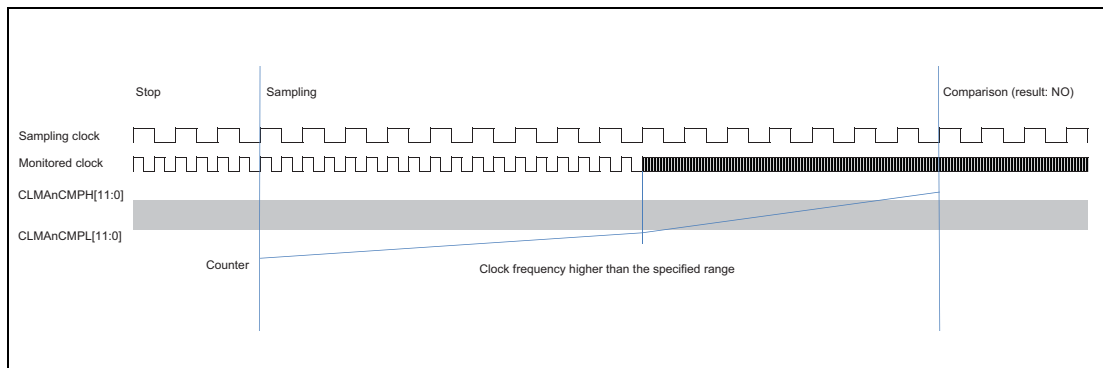 Stop
Sampling
Comparison (result: NO)
Sampling clock
Monitored clock
CLMAnCMPH[11:0]
CLMAnCMPL[11:0]
Counter
Clock frequency higher than the specified range